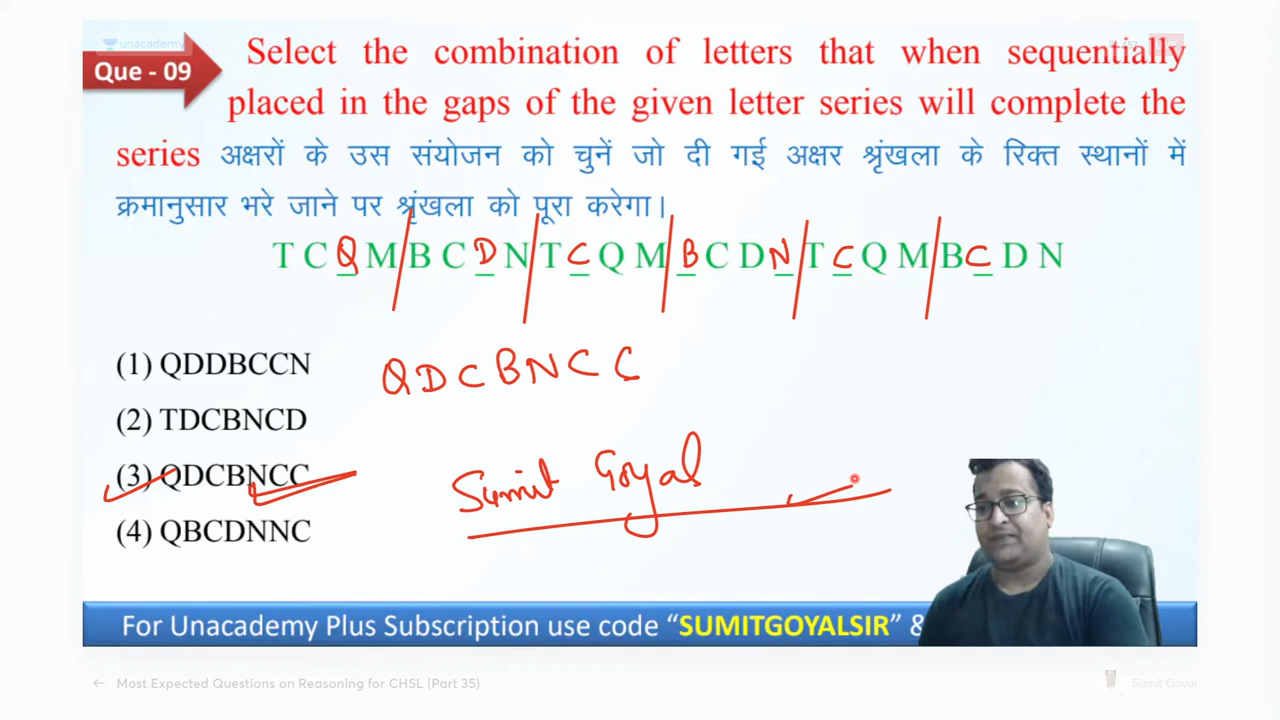 unacademy
Que - 09
Select the combination of letters that when sequentially
placed in the gaps of the given letter series will complete the
series अक्षरों के उस संयोजन को चुनें जो दी गई अक्षर श्रृंखला के रिक्त स्थानों में
क्रमानुसार भरे जाने पर श्रृंखला को पूरा करेगा।
T C Q M / B C D N / T C Q M / B C D N / T C Q M / B C D N
(1) QDDBCCN
QDCBNCC
(2) TDCBNCD
(3) QDCBNCC
Sumit Goyal
(4) QBCDNNC
For Unacademy Plus Subscription use code “SUMITGOYALSIR” &
← Most Expected Questions on Reasoning for CHSL (Part 35)
Sumit Goyal